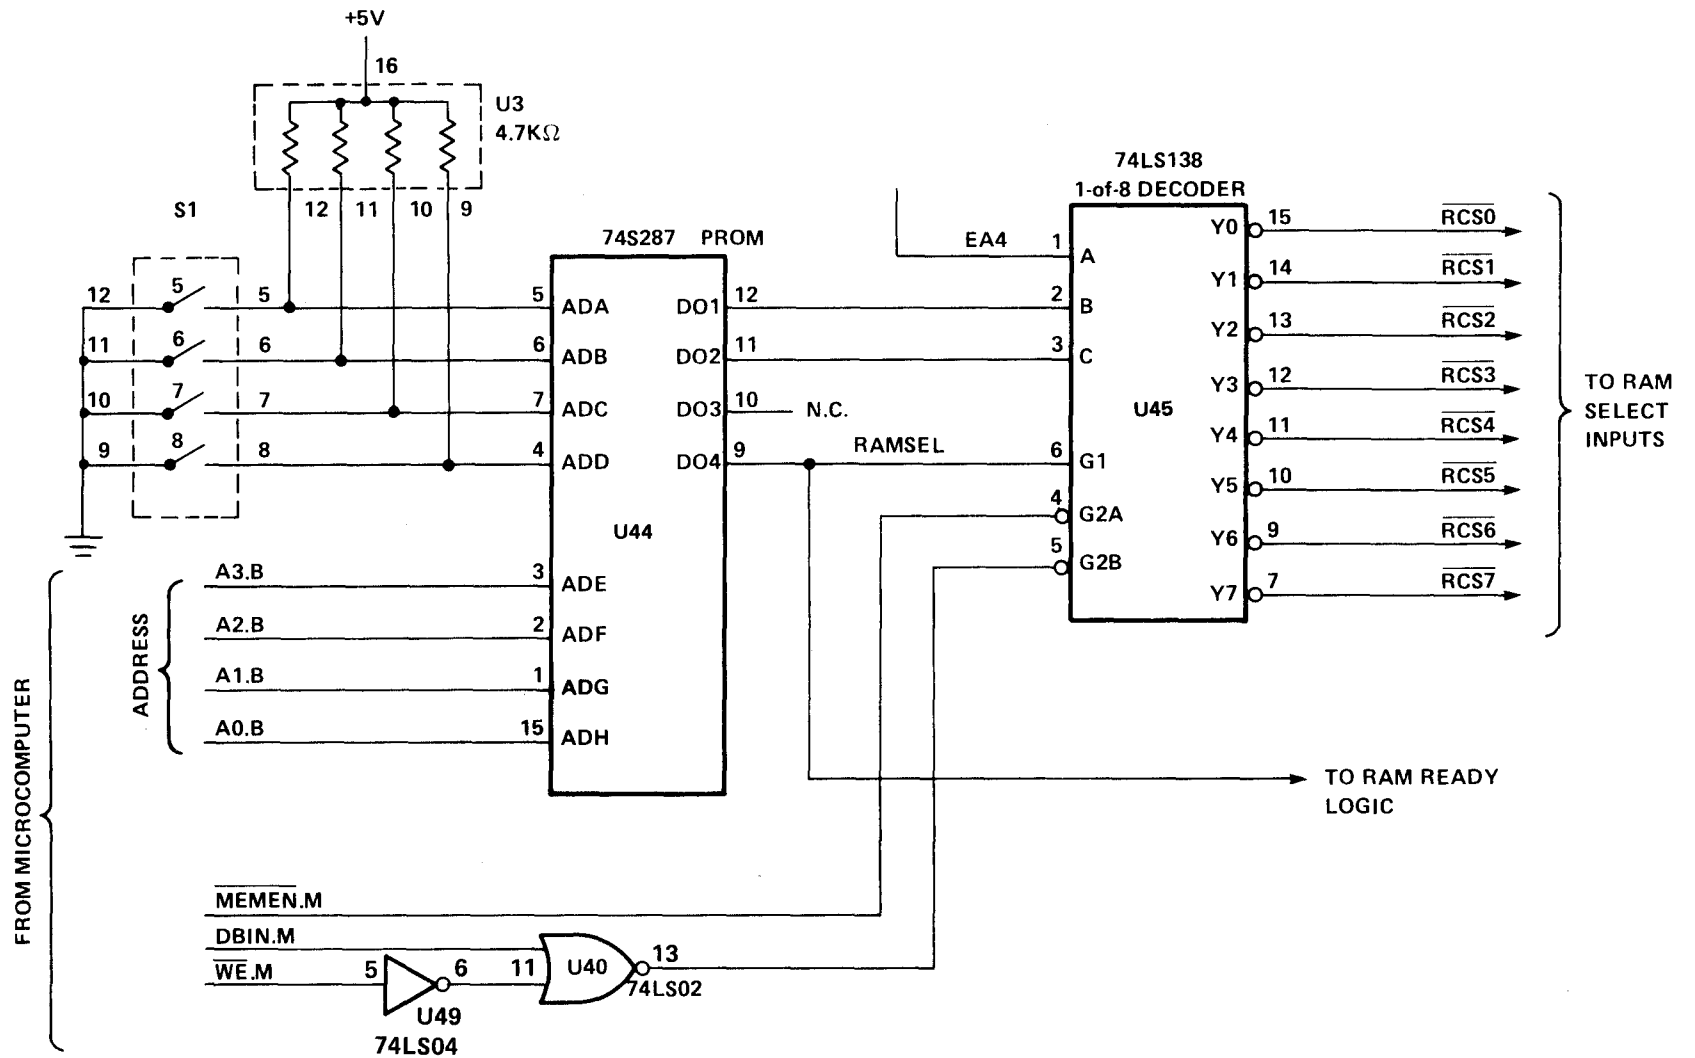 +5V
16
U3
4.7KΩ
12 11 10 9
S1
12 5 5
11 6 6
10 7 7
9 8 8
74S287 PROM
5 ADA
6 ADB
7 ADC
4 ADD
3 ADE
2 ADF
1 ADG
15 ADH
DO1 12
DO2 11
DO3 10 N.C.
DO4 9
U44
RAMSEL
EA4
74LS138
1-of-8 DECODER
1 A
2 B
3 C
6 G1
4 G2A
5 G2B
U45
Y0 15 RCS0
Y1 14 RCS1
Y2 13 RCS2
Y3 12 RCS3
Y4 11 RCS4
Y5 10 RCS5
Y6 9 RCS6
Y7 7 RCS7
TO RAM
SELECT
INPUTS
FROM MICROCOMPUTER
ADDRESS
A3.B
A2.B
A1.B
A0.B
TO RAM READY
LOGIC
MEMEN.M
DBIN.M
WE.M
5 6 11
U49
74LS04
U40
13
74LS02